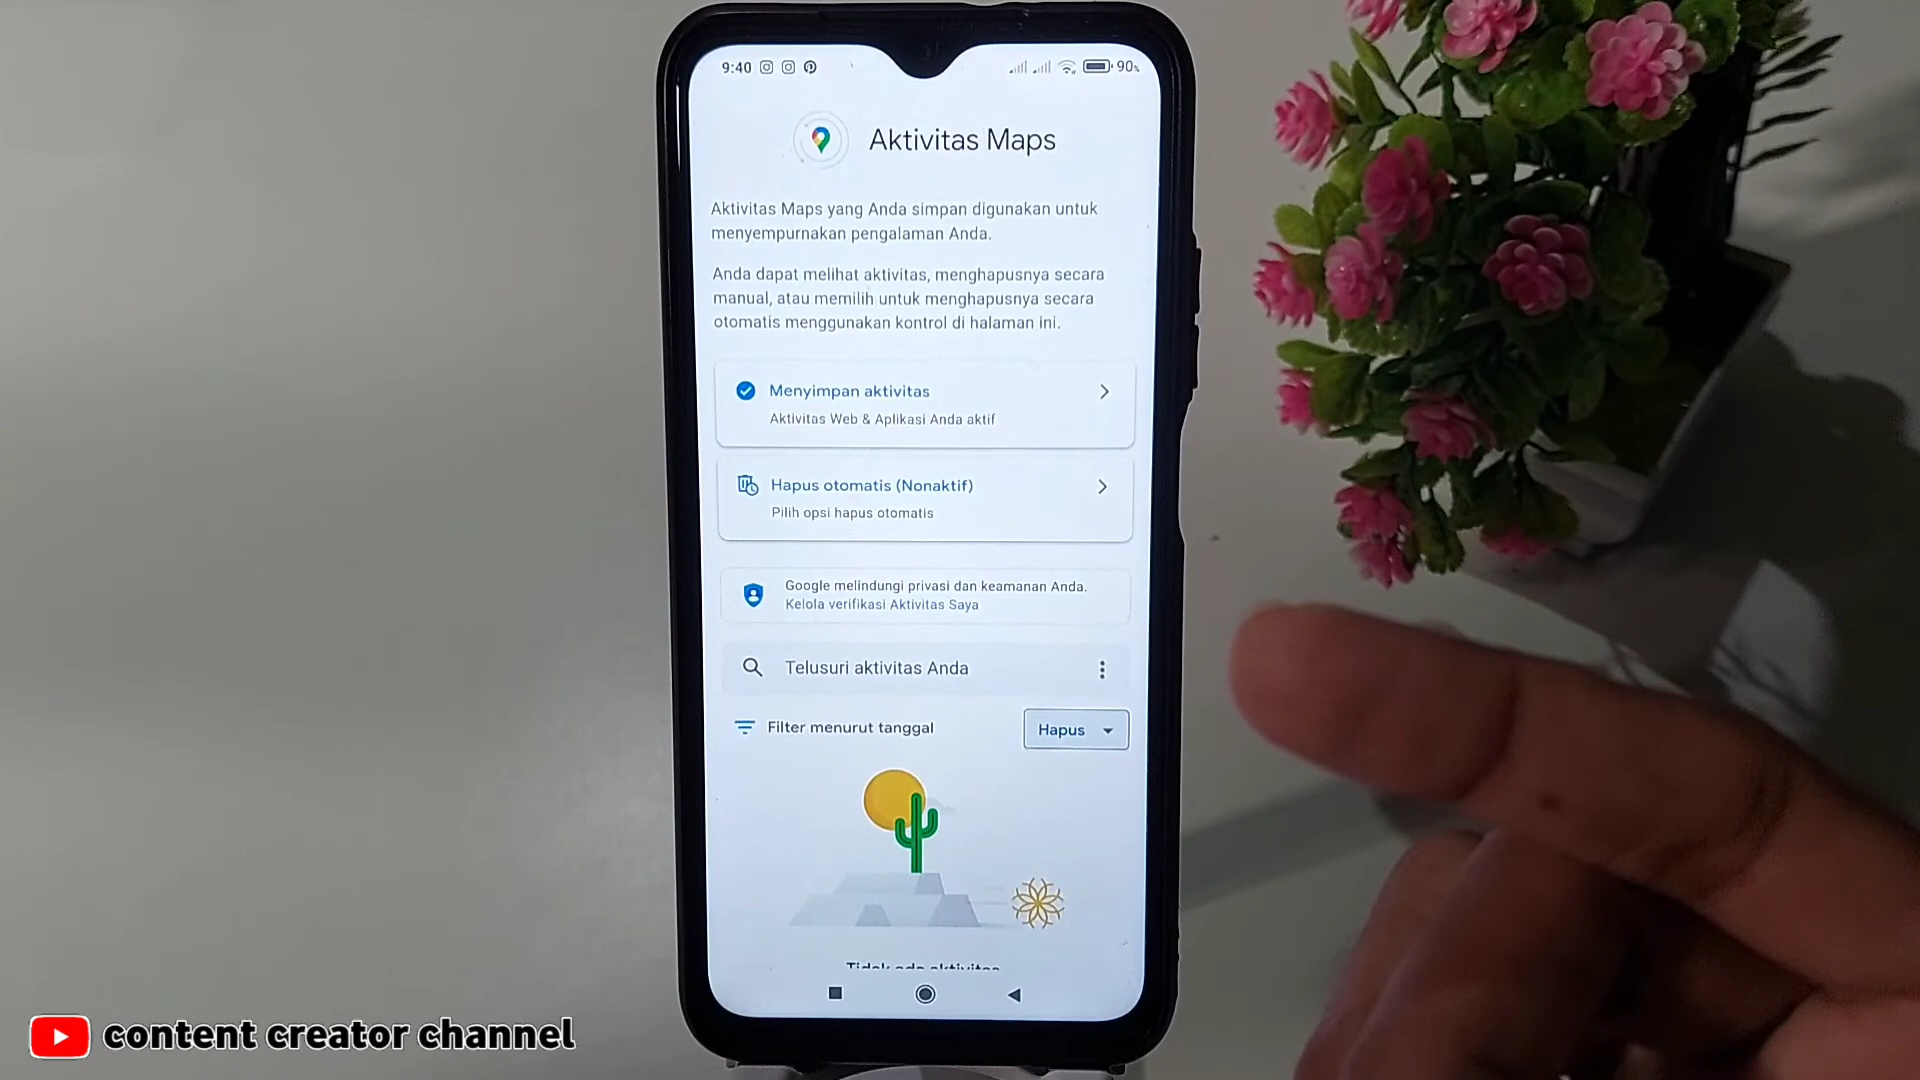 9:40
90%
Aktivitas Maps
Aktivitas Maps yang Anda simpan digunakan untuk
menyempurnakan pengalaman Anda.
Anda dapat melihat aktivitas, menghapusnya secara
manual, atau memilih untuk menghapusnya secara
otomatis menggunakan kontrol di halaman ini.
Menyimpan aktivitas
Aktivitas Web & Aplikasi Anda aktif
Hapus otomatis (Nonaktif)
Pilih opsi hapus otomatis
Google melindungi privasi dan keamanan Anda.
Kelola verifikasi Aktivitas Saya
Telusuri aktivitas Anda
Filter menurut tanggal
Hapus
Tidak ada aktivitas
content creator channel